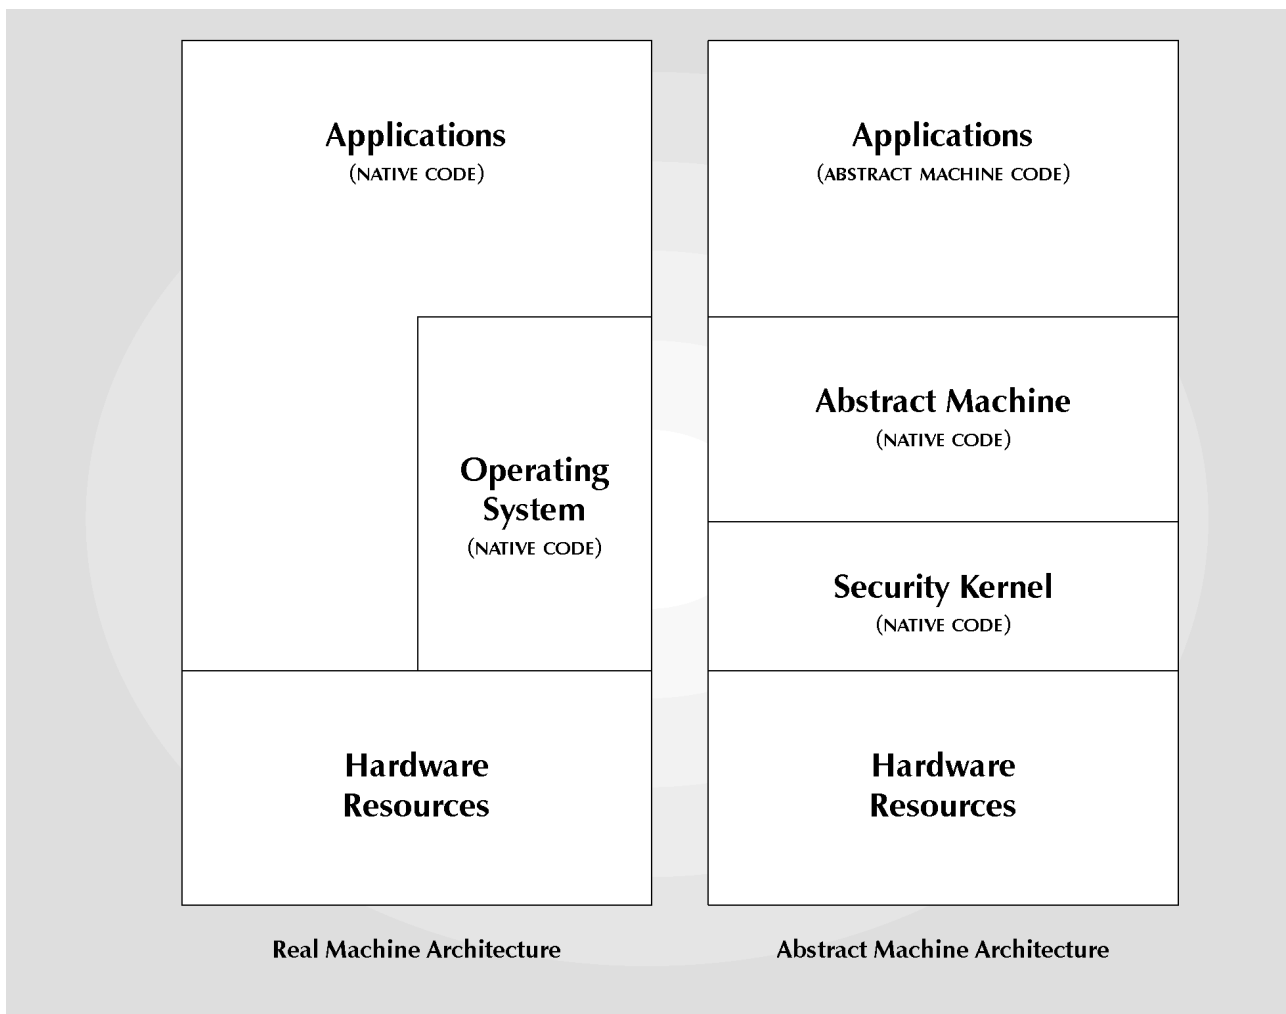 Applications
(NATIVE CODE)
Operating
System
(NATIVE CODE)
Hardware
Resources
Real Machine Architecture
Applications
(ABSTRACT MACHINE CODE)
Abstract Machine
(NATIVE CODE)
Security Kernel
(NATIVE CODE)
Hardware
Resources
Abstract Machine Architecture